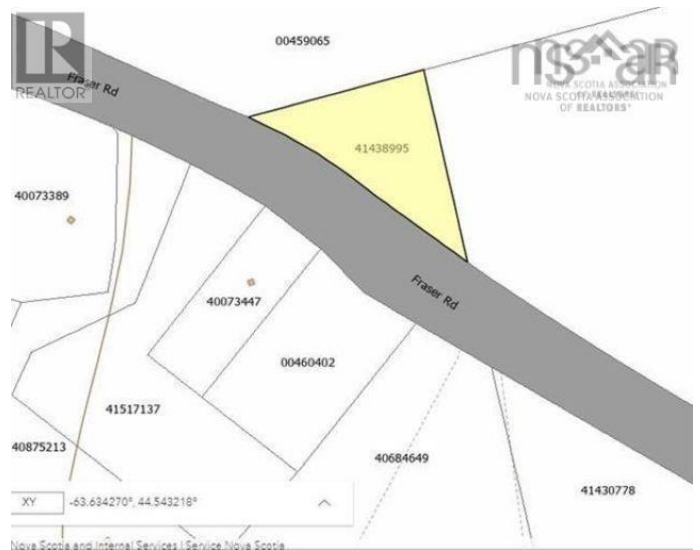 00459065
Fraser Rd
REALTOR
NOVA SCOTIA ASSOCIATION
OF REALTORS®
41438995
40073389
Fraser Rd
40073447
00460402
41517137
40875213
40684649
41430778
XY -63.634270°, 44.543218°
Nova Scotia and Internal Services | Service Nova Scotia